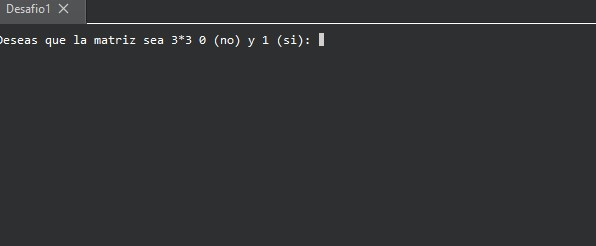 Desafio1
Deseas que la matriz sea 3*3 0 (no) y 1 (si):